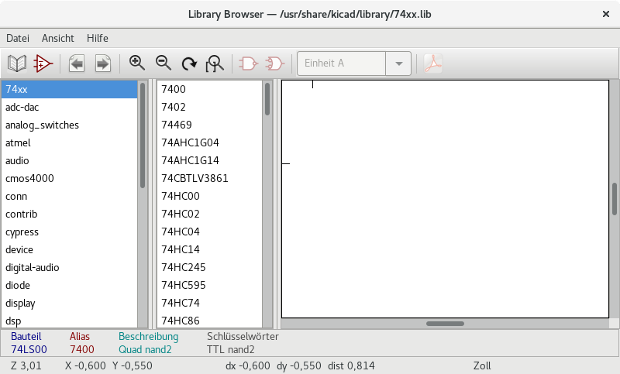 Library Browser — /usr/share/kicad/library/74xx.lib
Datei Ansicht Hilfe
Einheit A
74xx
adc-dac
analog_switches
atmel
audio
cmos4000
conn
contrib
cypress
device
digital-audio
diode
display
dsp
7400
7402
74469
74AHC1G04
74AHC1G14
74CBTLV3861
74HC00
74HC02
74HC04
74HC14
74HC245
74HC595
74HC74
74HC86
Bauteil Alias Beschreibung Schlüsselwörter
74LS00 7400 Quad nand2 TTL nand2
Z 3,01 X -0,600 Y -0,550 dx -0,600 dy -0,550 dist 0,814 Zoll